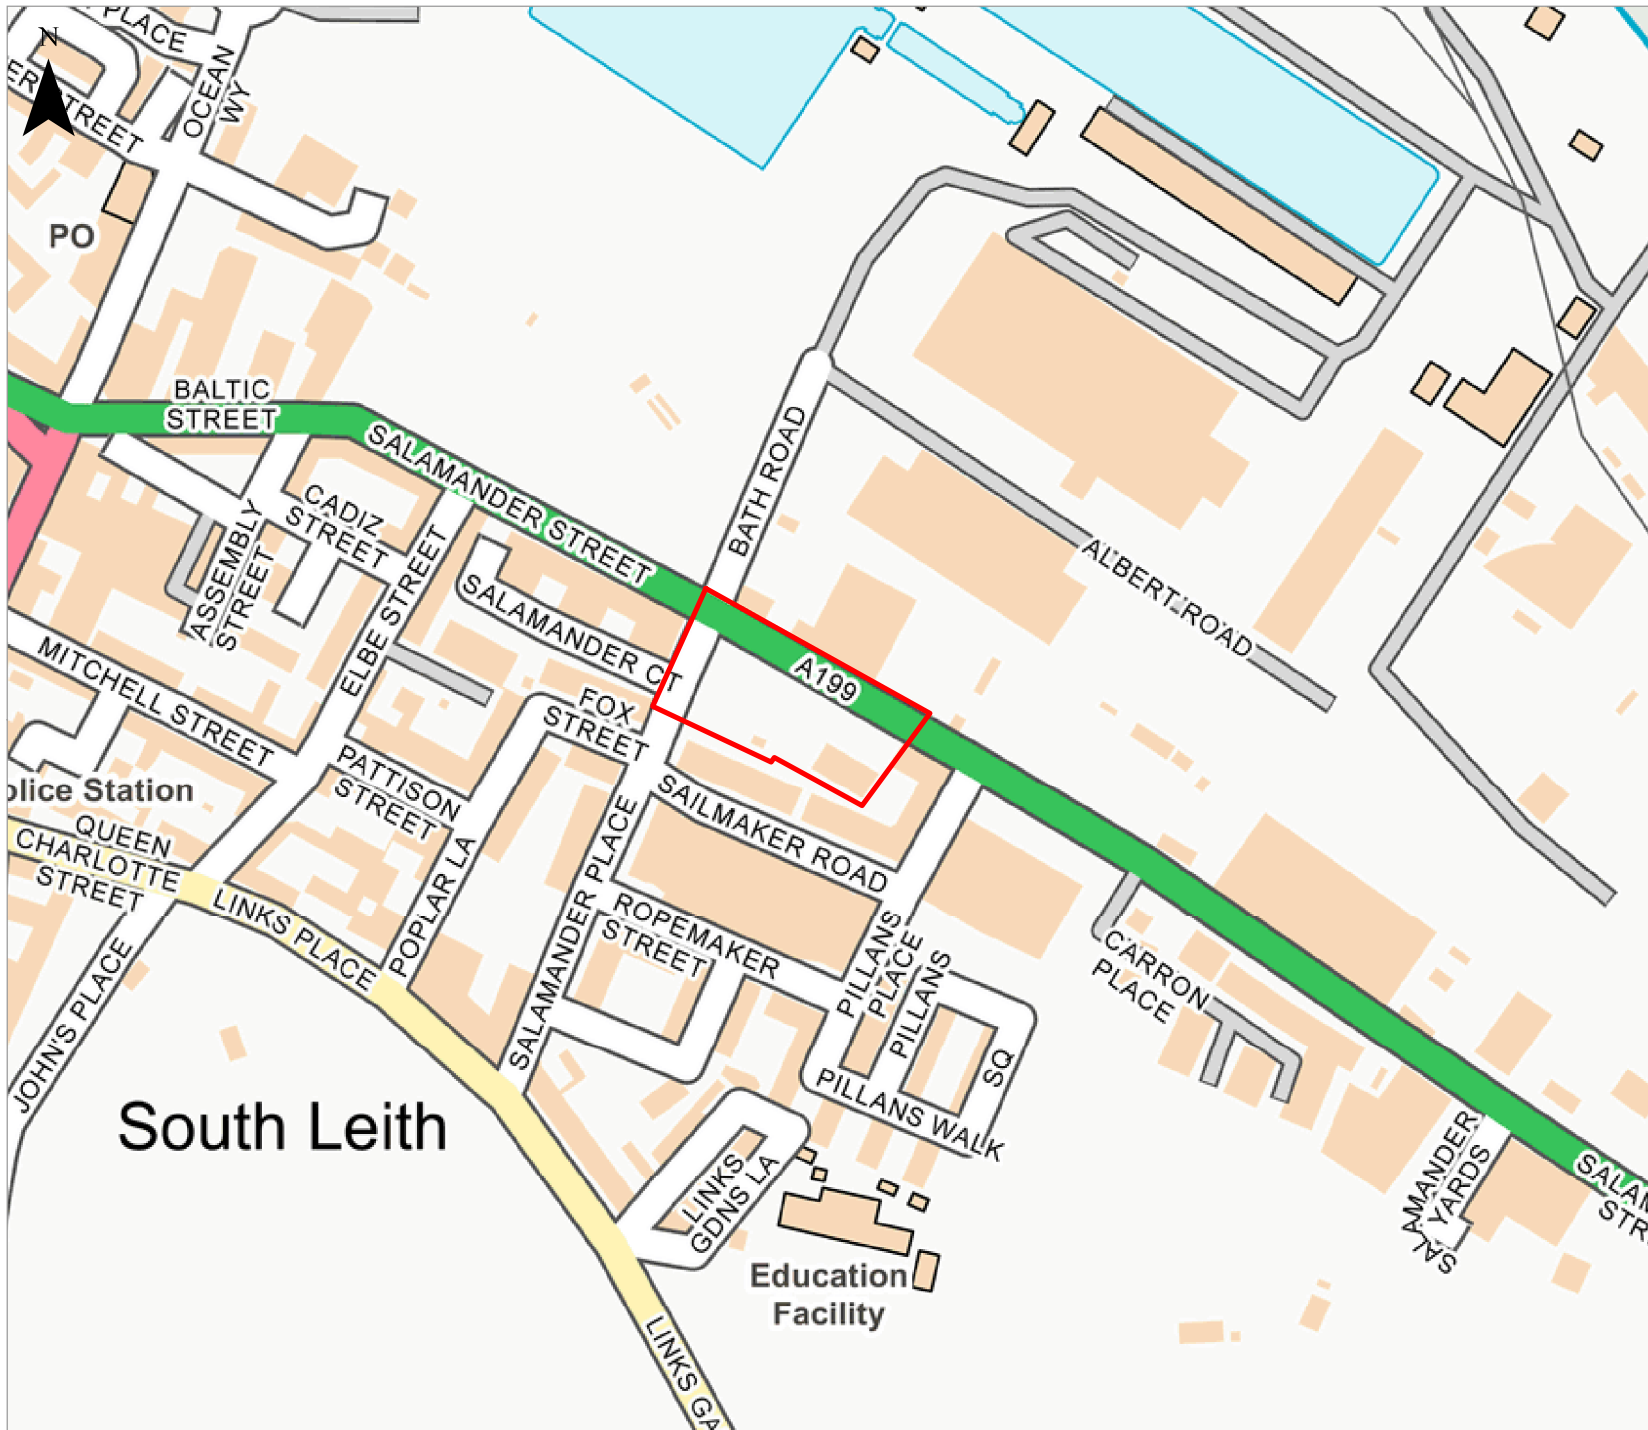 PLACE
N
OCEAN
WY
STREET
PO
BALTIC
STREET
SALAMANDER STREET
CADIZ
STREET
ASSEMBLY
STREET
ELBE STREET
BATH ROAD
ALBERT ROAD
SALAMANDER CT
A199
MITCHELL STREET
FOX
STREET
PATTISON
STREET
olice Station
QUEEN
CHARLOTTE
STREET
LINKS PLACE
POPLAR LA
SALAMANDER PLACE
SAILMAKER ROAD
ROPEMAKER
STREET
PILLANS
PLACE
PILLANS
SQ
PILLANS WALK
CARRON
PLACE
JOHN'S PLACE
South Leith
LINKS
GDNS LA
Education
Facility
SALAMANDER
YARDS
SALAM
STR
LINKS GA